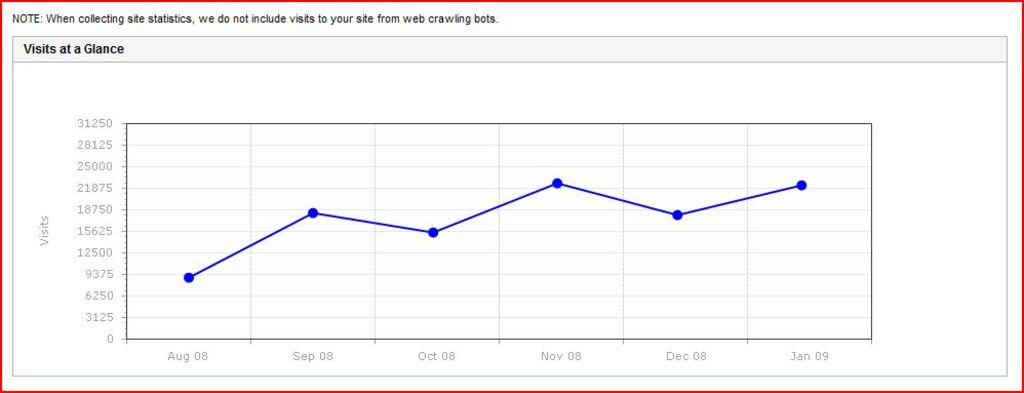 NOTE: When collecting site statistics, we do not include visits to your site from web crawling bots.
Visits at a Glance
31250
28125
25000
21875
18750
15625
12500
9375
6250
3125
0
Visits
Aug 08 Sep 08 Oct 08 Nov 08 Dec 08 Jan 09